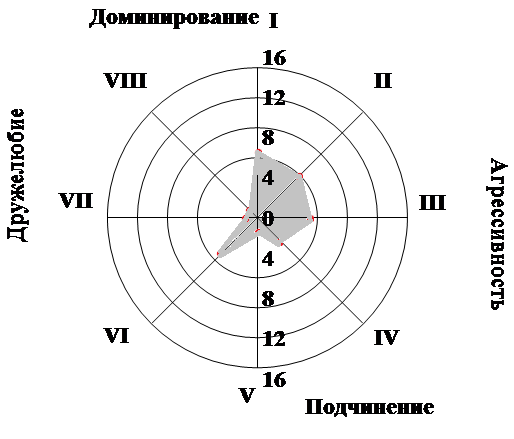 Доминирование I
16
VIII
II
12
8
Дружелюбие
4
VII
0
III
Агрессивность
4
8
VI
IV
12
16
V
Подчинение